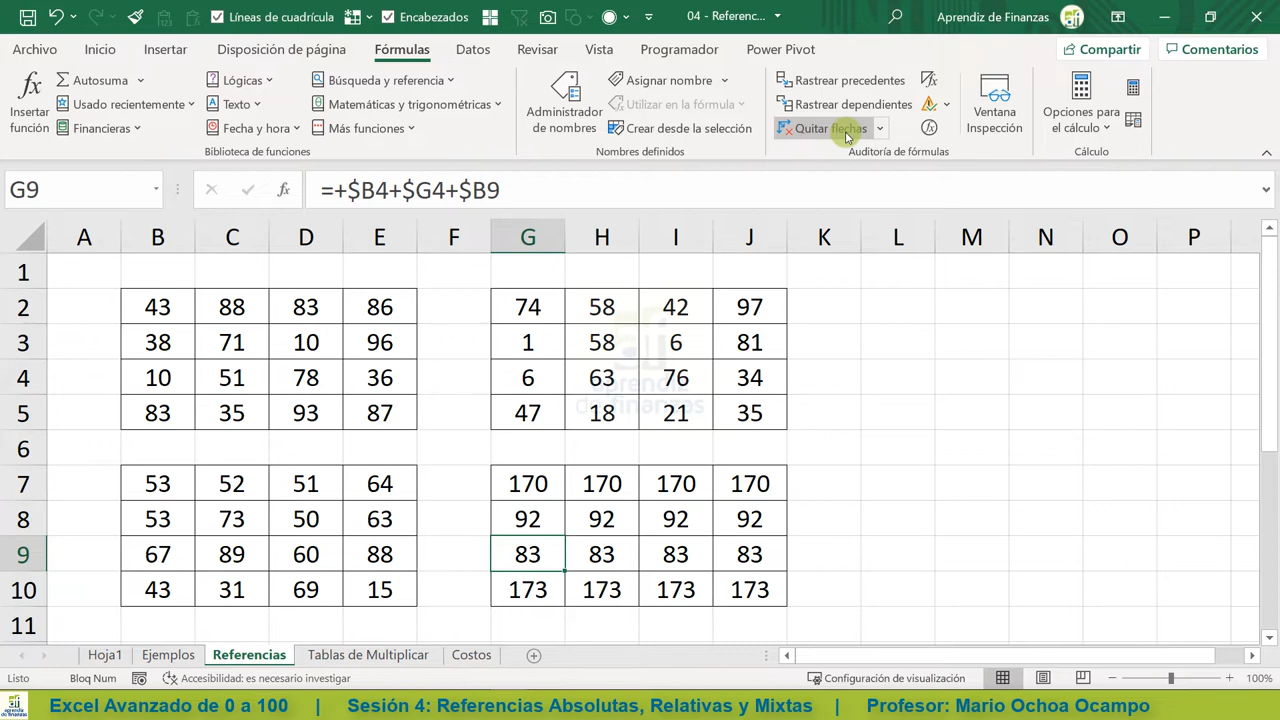 Líneas de cuadrícula Encabezados 04 - Referenc... Aprendiz de Finanzas
Archivo Inicio Insertar Disposición de página Fórmulas Datos Revisar Vista Programador Power Pivot Compartir Comentarios
fx Autosuma Lógicas Búsqueda y referencia Asignar nombre Rastrear precedentes
Insertar función Usado recientemente Texto Matemáticas y trigonométricas Administrador de nombres Utilizar en la fórmula Rastrear dependientes Ventana Inspección Opciones para el cálculo
Financieras Fecha y hora Más funciones Crear desde la selección Quitar flechas
Biblioteca de funciones Nombres definidos Auditoría de fórmulas Cálculo
G9 fx =+$B4+$G4+$B9
A B C D E F G H I J K L M N O P
1
2 43 88 83 86 74 58 42 97
3 38 71 10 96 1 58 6 81
4 10 51 78 36 6 63 76 34
5 83 35 93 87 47 18 21 35
6
7 53 52 51 64 170 170 170 170
8 53 73 50 63 92 92 92 92
9 67 89 60 88 83 83 83 83
10 43 31 69 15 173 173 173 173
11
aprendiz
de finanzas
Hoja1 Ejemplos Referencias Tablas de Multiplicar Costos
Listo Bloq Num Accesibilidad: es necesario investigar Configuración de visualización 100%
Excel Avanzado de 0 a 100 | Sesión 4: Referencias Absolutas, Relativas y Mixtas | Profesor: Mario Ochoa Ocampo